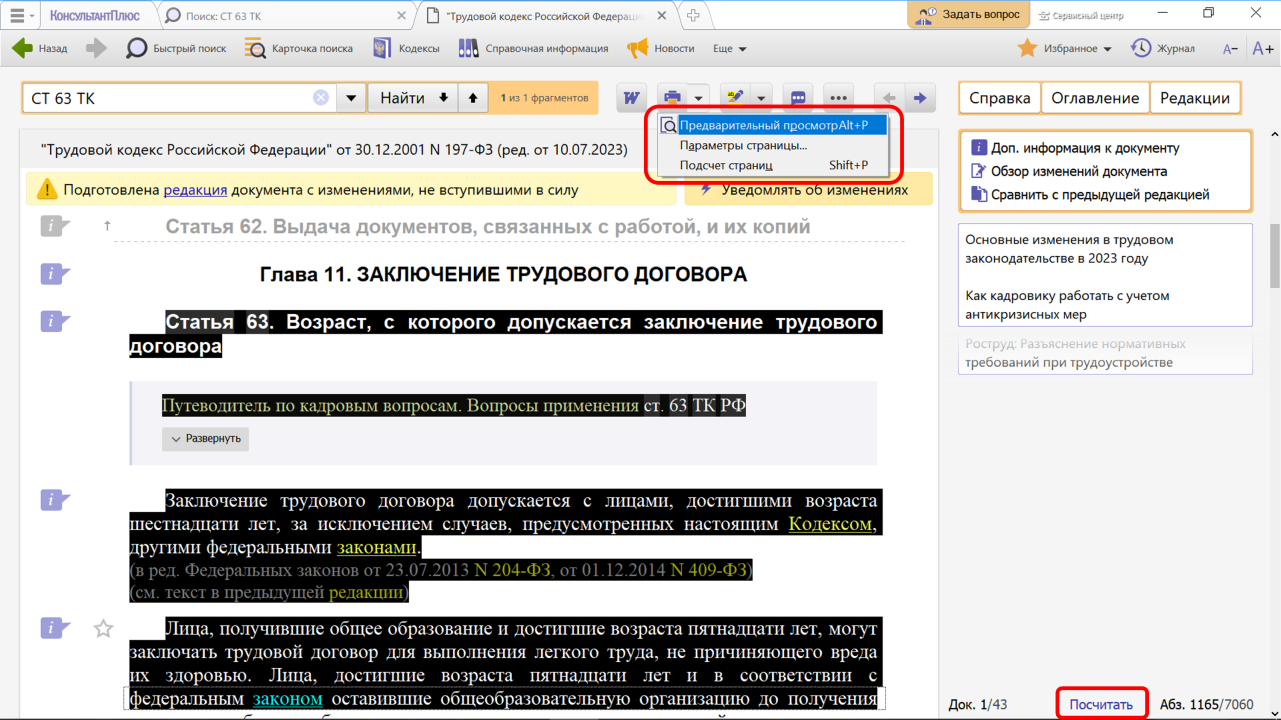 КОНСУЛЬТАНТПЛЮС
Поиск: СТ 63 ТК
"Трудовой кодекс Российской Федерации
Задать вопрос
Сервисный центр
Назад
Быстрый поиск
Карточка поиска
Кодексы
Справочная информация
Новости
Еще
Избранное
Журнал
А−
А+
СТ 63 ТК
Найти
1 из 1 фрагментов
Справка
Оглавление
Редакции
Предварительный просмотр Alt+P
Параметры страницы...
Подсчет страниц Shift+P
"Трудовой кодекс Российской Федерации" от 30.12.2001 N 197-ФЗ (ред. от 10.07.2023)
Подготовлена редакция документа с изменениями, не вступившими в силу
Уведомлять об изменениях
Статья 62. Выдача документов, связанных с работой, и их копий
Глава 11. ЗАКЛЮЧЕНИЕ ТРУДОВОГО ДОГОВОРА
Статья 63. Возраст, с которого допускается заключение трудового
договора
Путеводитель по кадровым вопросам. Вопросы применения ст. 63 ТК РФ
Развернуть
Заключение трудового договора допускается с лицами, достигшими возраста
шестнадцати лет, за исключением случаев, предусмотренных настоящим Кодексом,
другими федеральными законами.
(в ред. Федеральных законов от 23.07.2013 N 204-ФЗ, от 01.12.2014 N 409-ФЗ)
(см. текст в предыдущей редакции)
Лица, получившие общее образование и достигшие возраста пятнадцати лет, могут
заключать трудовой договор для выполнения легкого труда, не причиняющего вреда
их здоровью. Лица, достигшие возраста пятнадцати лет и в соответствии с
федеральным законом оставившие общеобразовательную организацию до получения
Доп. информация к документу
Обзор изменений документа
Сравнить с предыдущей редакцией
Основные изменения в трудовом
законодательстве в 2023 году
Как кадровику работать с учетом
антикризисных мер
Роструд: Разъяснение нормативных
требований при трудоустройстве
Док. 1/43
Посчитать
Абз. 1165/7060